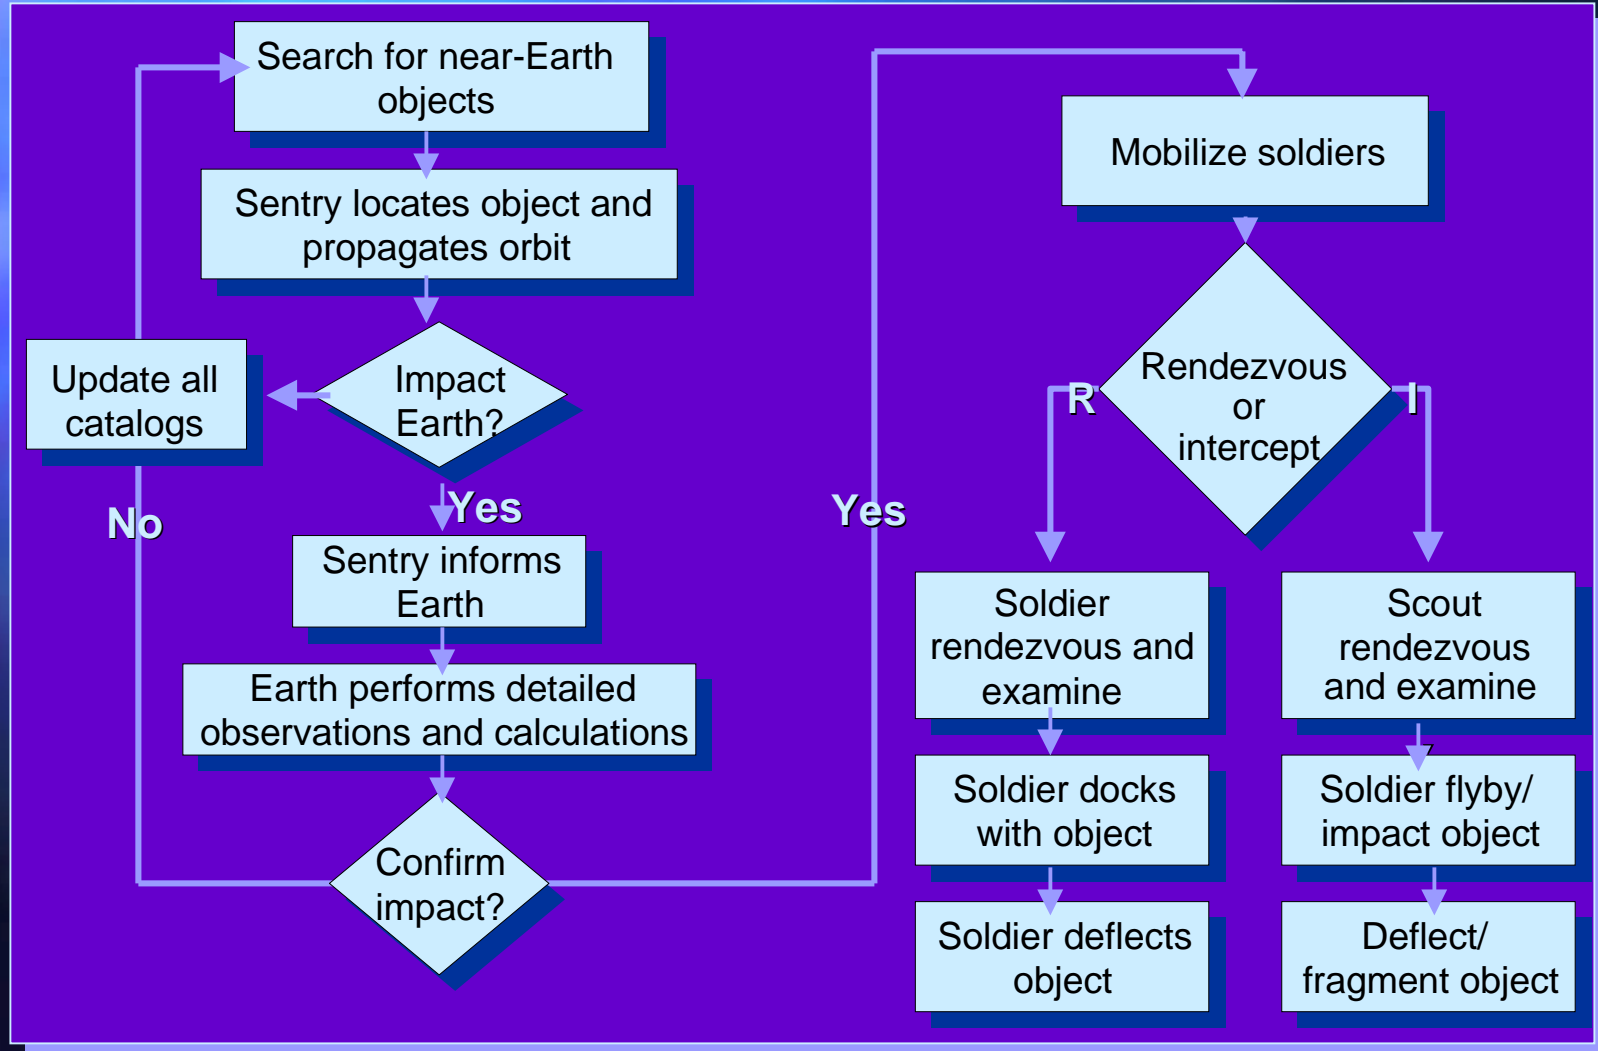 Search for near-Earth
objects
Sentry locates object and
propagates orbit
Impact
Earth?
Update all
catalogs
No
Yes
Sentry informs
Earth
Earth performs detailed
observations and calculations
Confirm
impact?
Yes
Mobilize soldiers
Rendezvous
or
intercept
R
I
Soldier
rendezvous and
examine
Soldier docks
with object
Soldier deflects
object
Scout
rendezvous
and examine
Soldier flyby/
impact object
Deflect/
fragment object